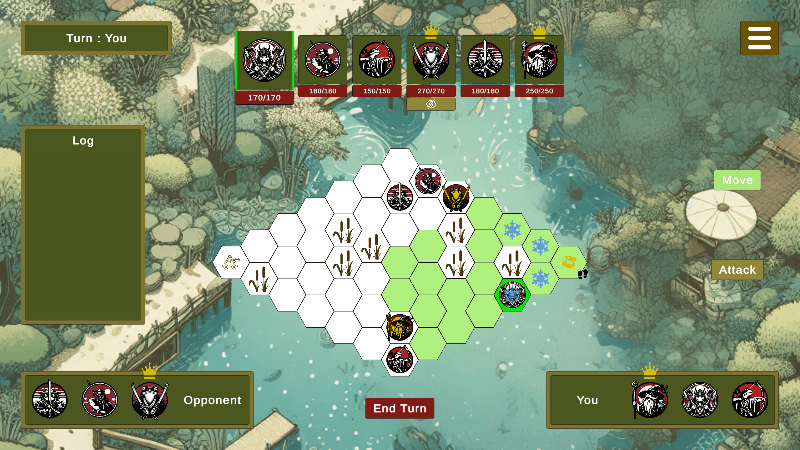 Turn : You
170/170
180/180
150/150
270/270
180/180
250/250
Log
Move
Attack
Opponent
End Turn
You